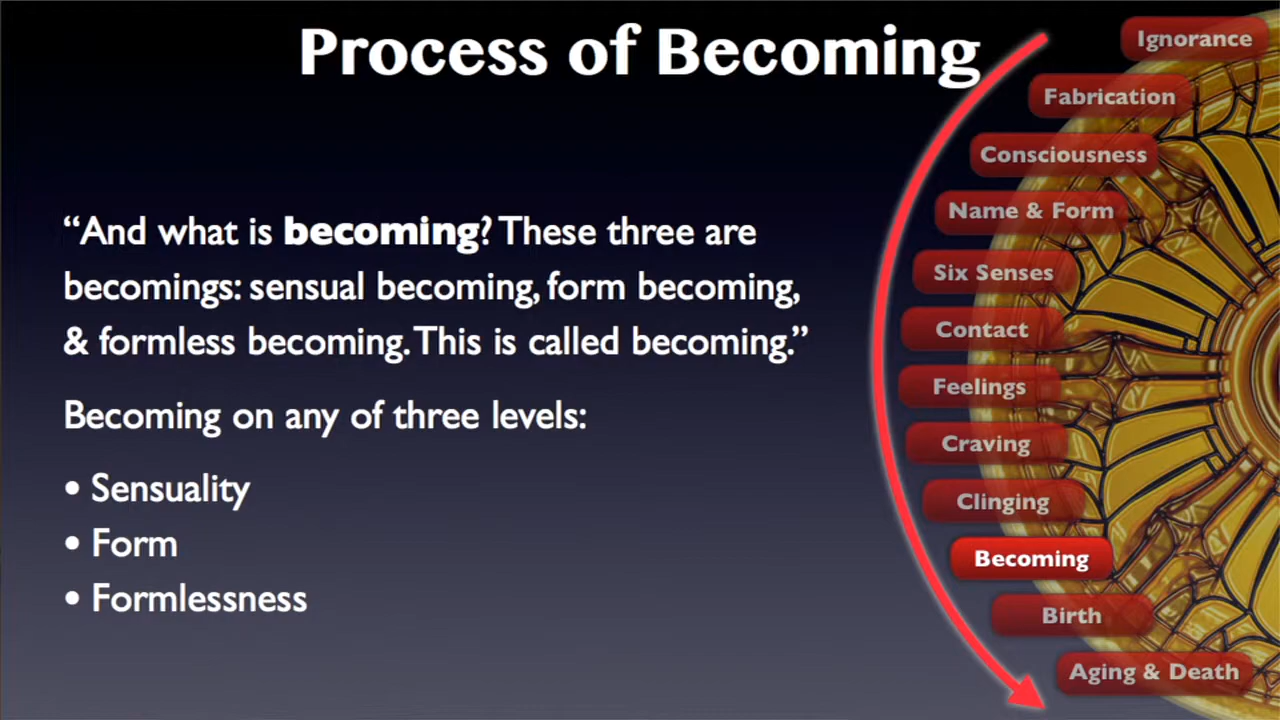 Process of Becoming
“And what is becoming? These three are
becomings: sensual becoming, form becoming,
& formless becoming. This is called becoming.”
Becoming on any of three levels:
• Sensuality
• Form
• Formlessness
Ignorance
Fabrication
Consciousness
Name & Form
Six Senses
Contact
Feelings
Craving
Clinging
Becoming
Birth
Aging & Death